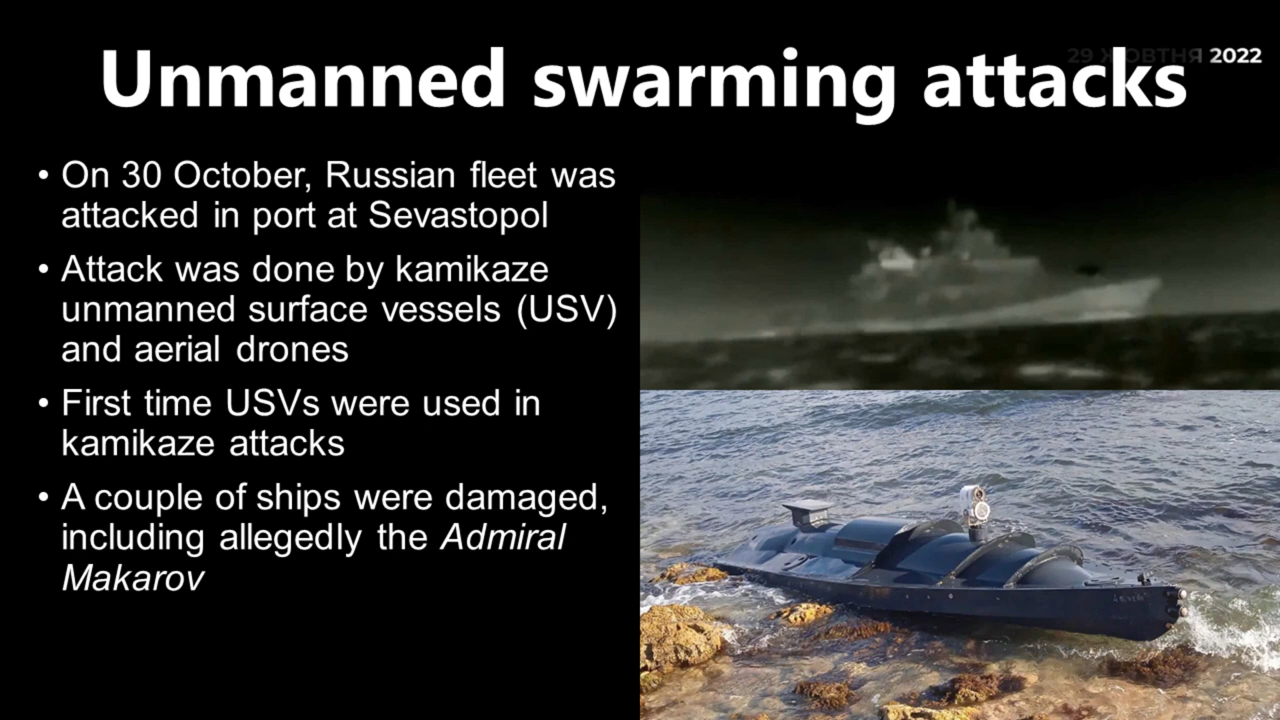 29 ЖОВТНЯ 2022
Unmanned swarming attacks
• On 30 October, Russian fleet was
attacked in port at Sevastopol
• Attack was done by kamikaze
unmanned surface vessels (USV)
and aerial drones
• First time USVs were used in
kamikaze attacks
• A couple of ships were damaged,
including allegedly the Admiral
Makarov